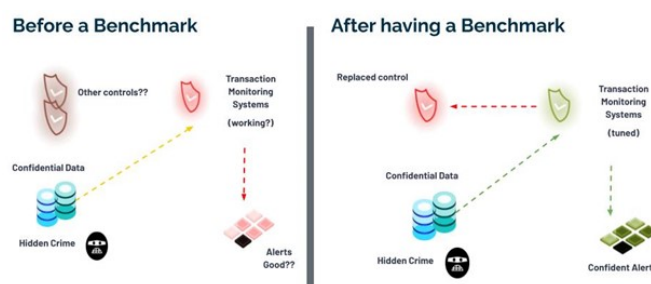 Before a Benchmark
Other controls??
Transaction
Monitoring
Systems
(working?)
Confidential Data
Hidden Crime
Alerts
Good??
After having a Benchmark
Replaced control
Transaction
Monitoring
Systems
(tuned)
Confidential Data
Hidden Crime
Confident Alert